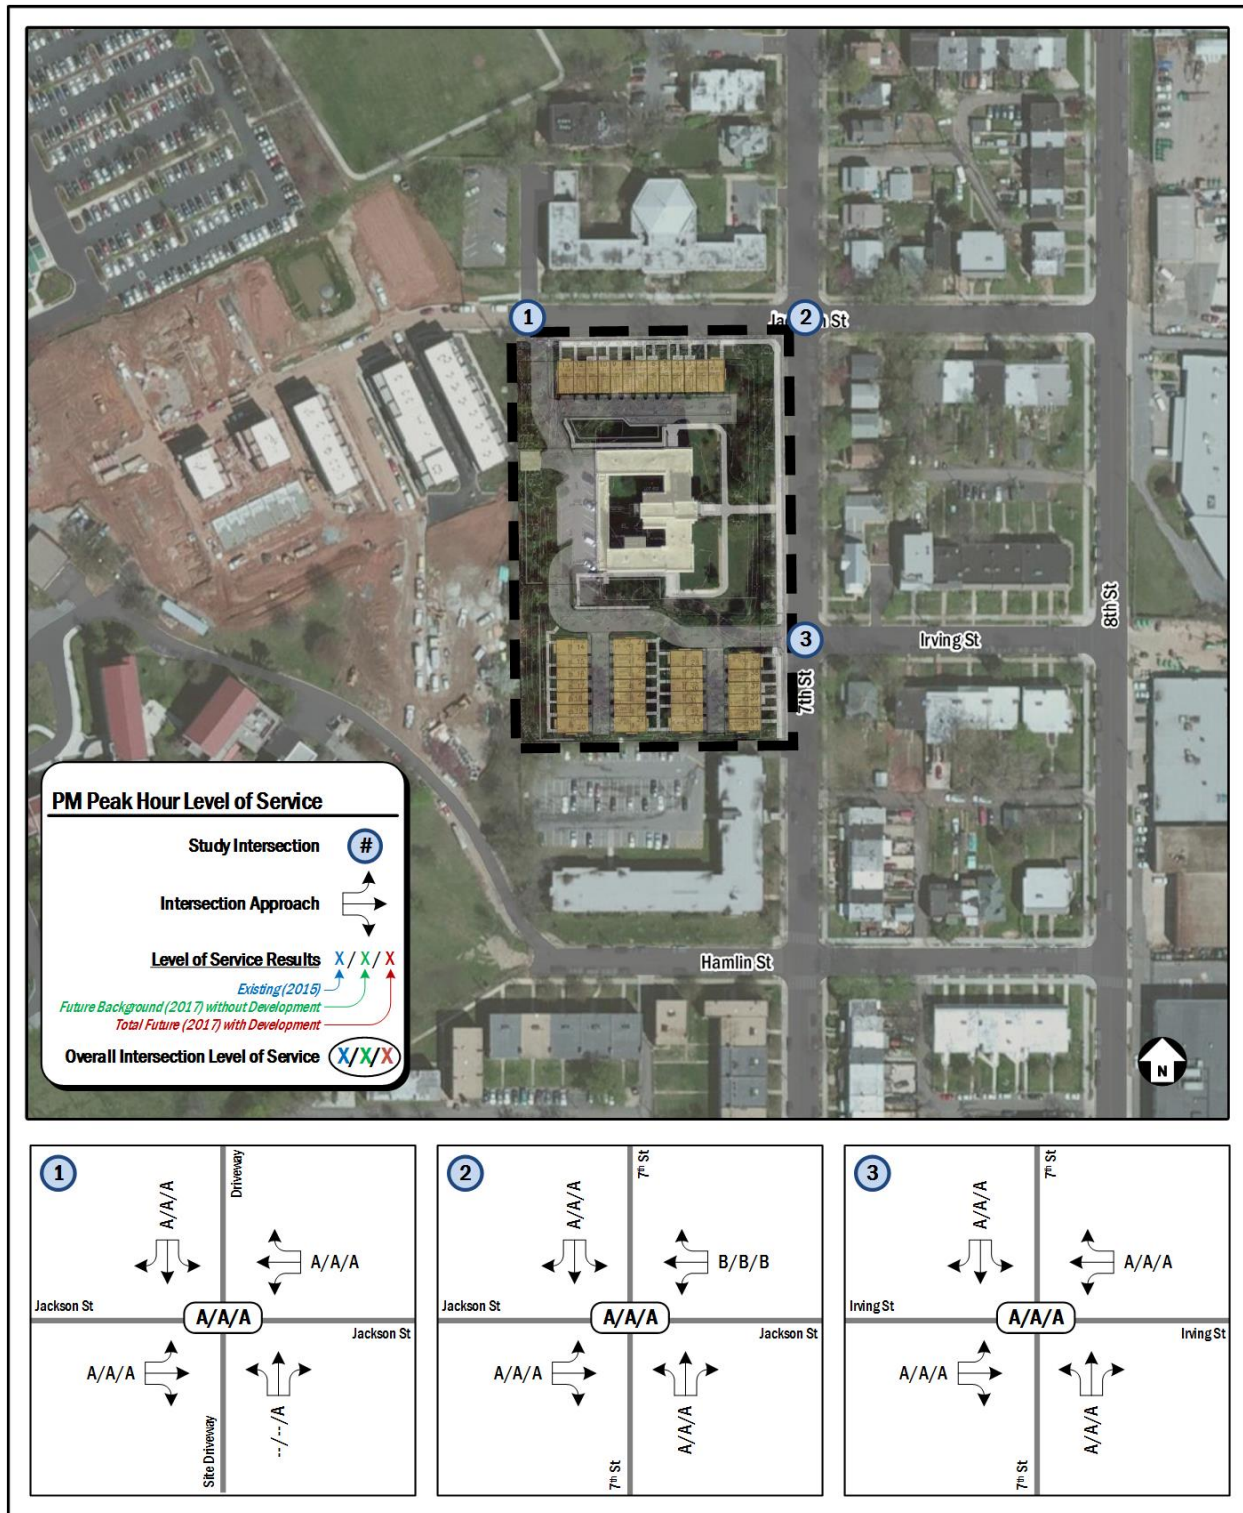 1
2
Jackson St
3
Irving St
8th St
7th St
Hamlin St
PM Peak Hour Level of Service
Study Intersection #
Intersection Approach
Level of Service Results X / X / X
Existing (2015)
Future Background (2017) without Development
Total Future (2017) with Development
Overall Intersection Level of Service X/X/X
N
1
Driveway
A/A/A
A/A/A
Jackson St
A/A/A
Jackson St
A/A/A
--/--/A
Site Driveway
2
7th St
A/A/A
B/B/B
Jackson St
A/A/A
Jackson St
A/A/A
A/A/A
7th St
3
7th St
A/A/A
A/A/A
Irving St
A/A/A
Irving St
A/A/A
A/A/A
7th St